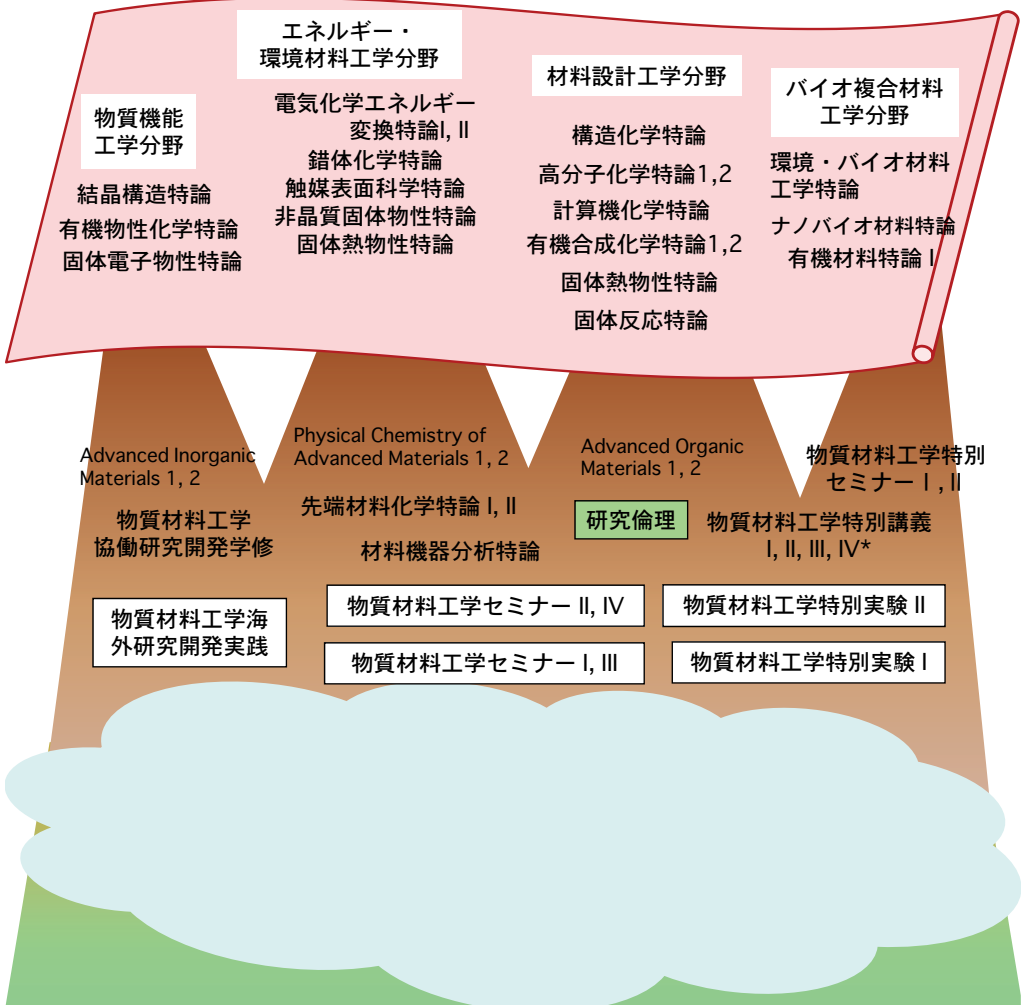 物質機能
工学分野
結晶構造特論
有機物性化学特論
固体電子物性特論
エネルギー・
環境材料工学分野
電気化学エネルギー
変換特論I, II
錯体化学特論
触媒表面科学特論
非晶質固体物性特論
固体熱物性特論
材料設計工学分野
構造化学特論
高分子化学特論1,2
計算機化学特論
有機合成化学特論1,2
固体熱物性特論
固体反応特論
バイオ複合材料
工学分野
環境・バイオ材料
工学特論
ナノバイオ材料特論
有機材料特論 I
Advanced Inorganic
Materials 1, 2
Physical Chemistry of
Advanced Materials 1, 2
Advanced Organic
Materials 1, 2
物質材料工学特別
セミナー I , II
物質材料工学
協働研究開発学修
先端材料化学特論 I, II
材料機器分析特論
研究倫理
物質材料工学特別講義
I, II, III, IV*
物質材料工学海
外研究開発実践
物質材料工学セミナー II, IV
物質材料工学特別実験 II
物質材料工学セミナー I, III
物質材料工学特別実験 I